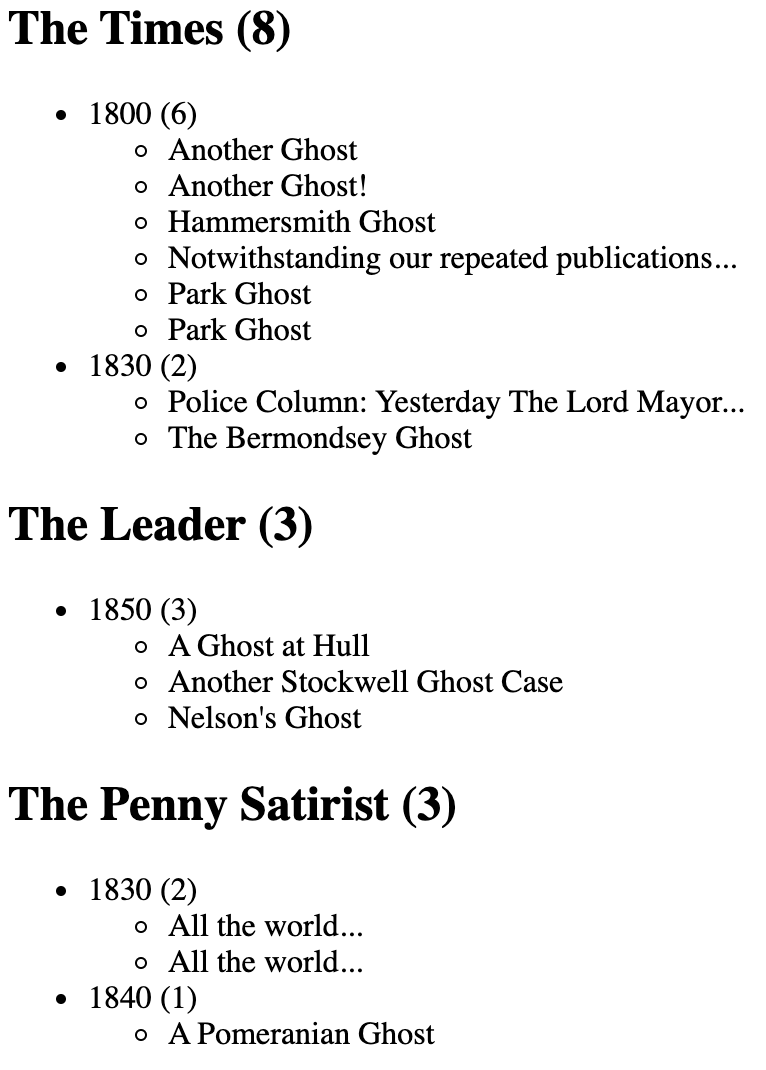 The Times (8)
1800 (6)
Another Ghost
Another Ghost!
Hammersmith Ghost
Notwithstanding our repeated publications...
Park Ghost
Park Ghost
1830 (2)
Police Column: Yesterday The Lord Mayor...
The Bermondsey Ghost
The Leader (3)
1850 (3)
A Ghost at Hull
Another Stockwell Ghost Case
Nelson's Ghost
The Penny Satirist (3)
1830 (2)
All the world...
All the world...
1840 (1)
A Pomeranian Ghost